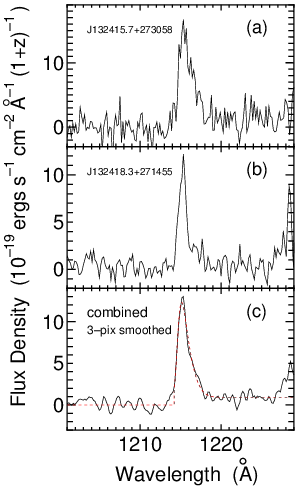 Flux Density (10⁻¹⁹ ergs s⁻¹ cm⁻² Å⁻¹ (1+z)⁻¹)
J132415.7+273058
(a)
10
0
J132418.3+271455
(b)
10
5
0
combined
(c)
3-pix smoothed
10
5
0
1210
1220
Wavelength (Å)